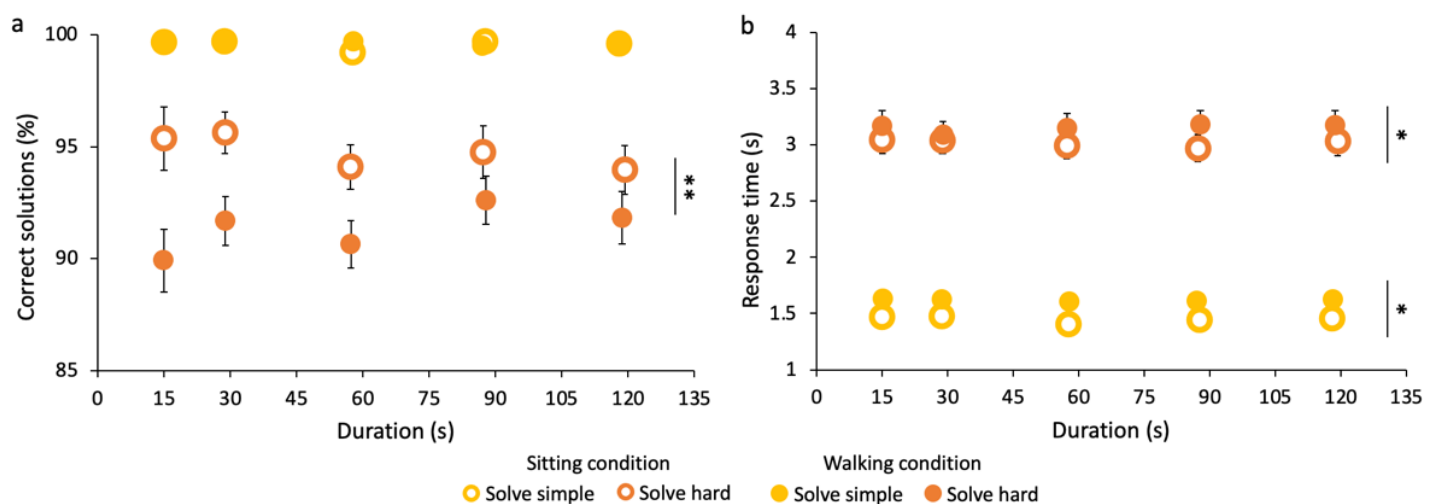 a
100
95
90
85
Correct solutions (%)
**
0 15 30 45 60 75 90 105 120 135
Duration (s)
b
4
3.5
3
2.5
2
1.5
1
Response time (s)
*
*
0 15 30 45 60 75 90 105 120 135
Duration (s)
Sitting condition Walking condition
Solve simple Solve hard Solve simple Solve hard